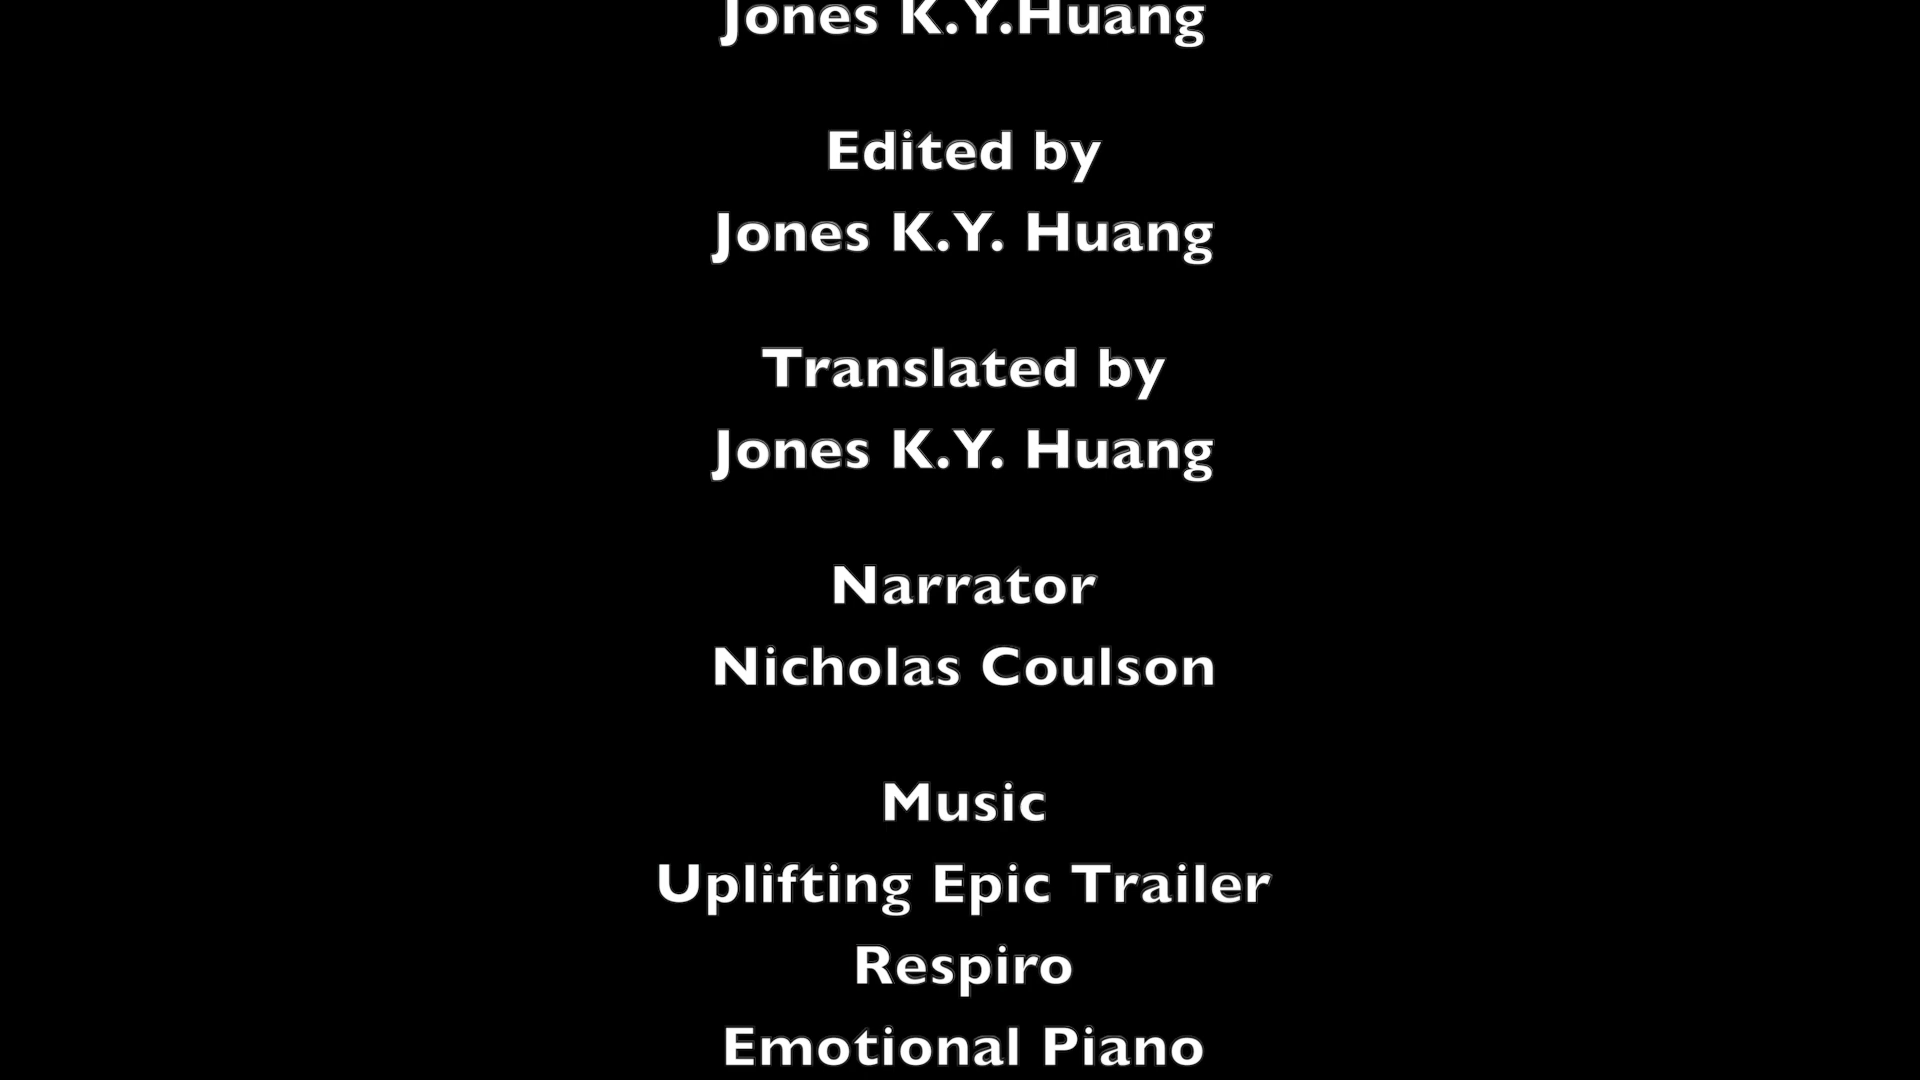 Jones K.Y.Huang
Edited by
Jones K.Y. Huang
Translated by
Jones K.Y. Huang
Narrator
Nicholas Coulson
Music
Uplifting Epic Trailer
Respiro
Emotional Piano